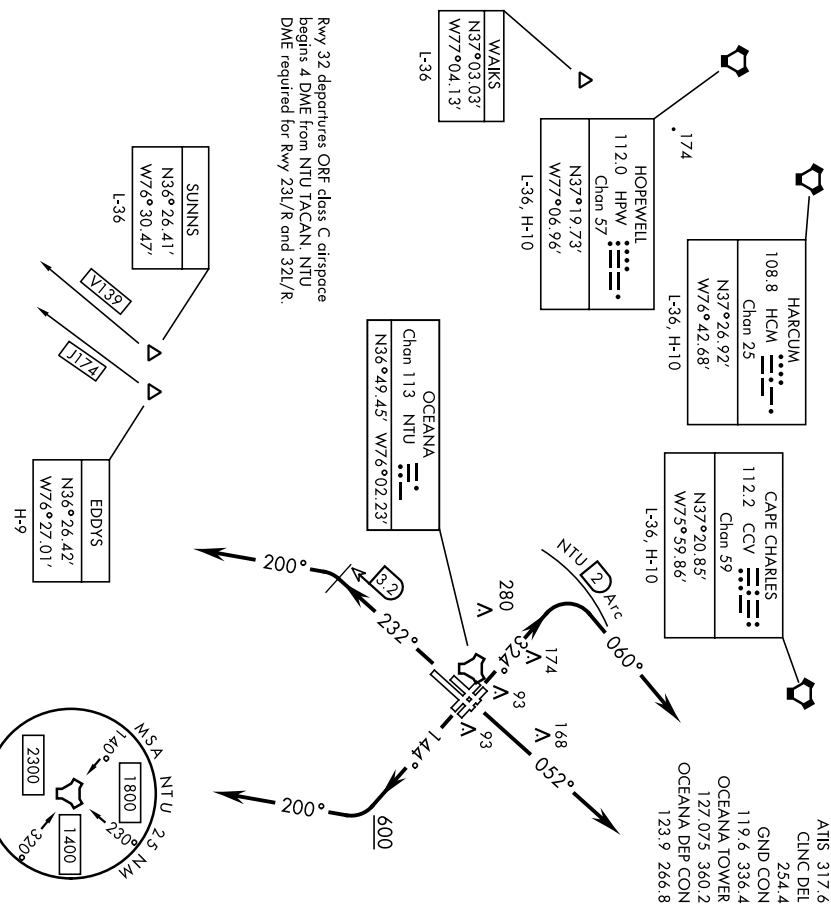 ATIS 317.6
CLNC DEL
254.4
GND CON
119.6 336.4
OCEANA TOWER
127.075 360.2
OCEANA DEP CON
123.9 266.8
CAPE CHARLES
112.2 CCV
Chan 59
N37°20.85'
W75°59.86'
L-36, H-10
HARCUM
108.8 HCM
Chan 25
N37°26.92'
W76°42.68'
L-36, H-10
174
HOPEWELL
112.0 HPW
Chan 57
N37°19.73'
W77°06.96'
L-36, H-10
WAIKS
N37°03.03'
W77°04.13'
L-36
Rwy 32 departures ORF class C airspace
begins 4 DME from NTU TACAN. NTU
DME required for Rwy 23L/R and 32L/R.
NTU 2 Arc
060°
324°
174
280
93
93
168
052°
OCEANA
Chan 113 NTU
N36°49.45' W76°02.23'
3.2
232°
200°
144°
600
200°
SUNNS
N36°26.41'
W76°30.47'
L-36
V139
J174
EDDYS
N36°26.42'
W76°27.01'
H-9
MSA NTU 25 NM
140°
1800
230°
2300
1400
320°